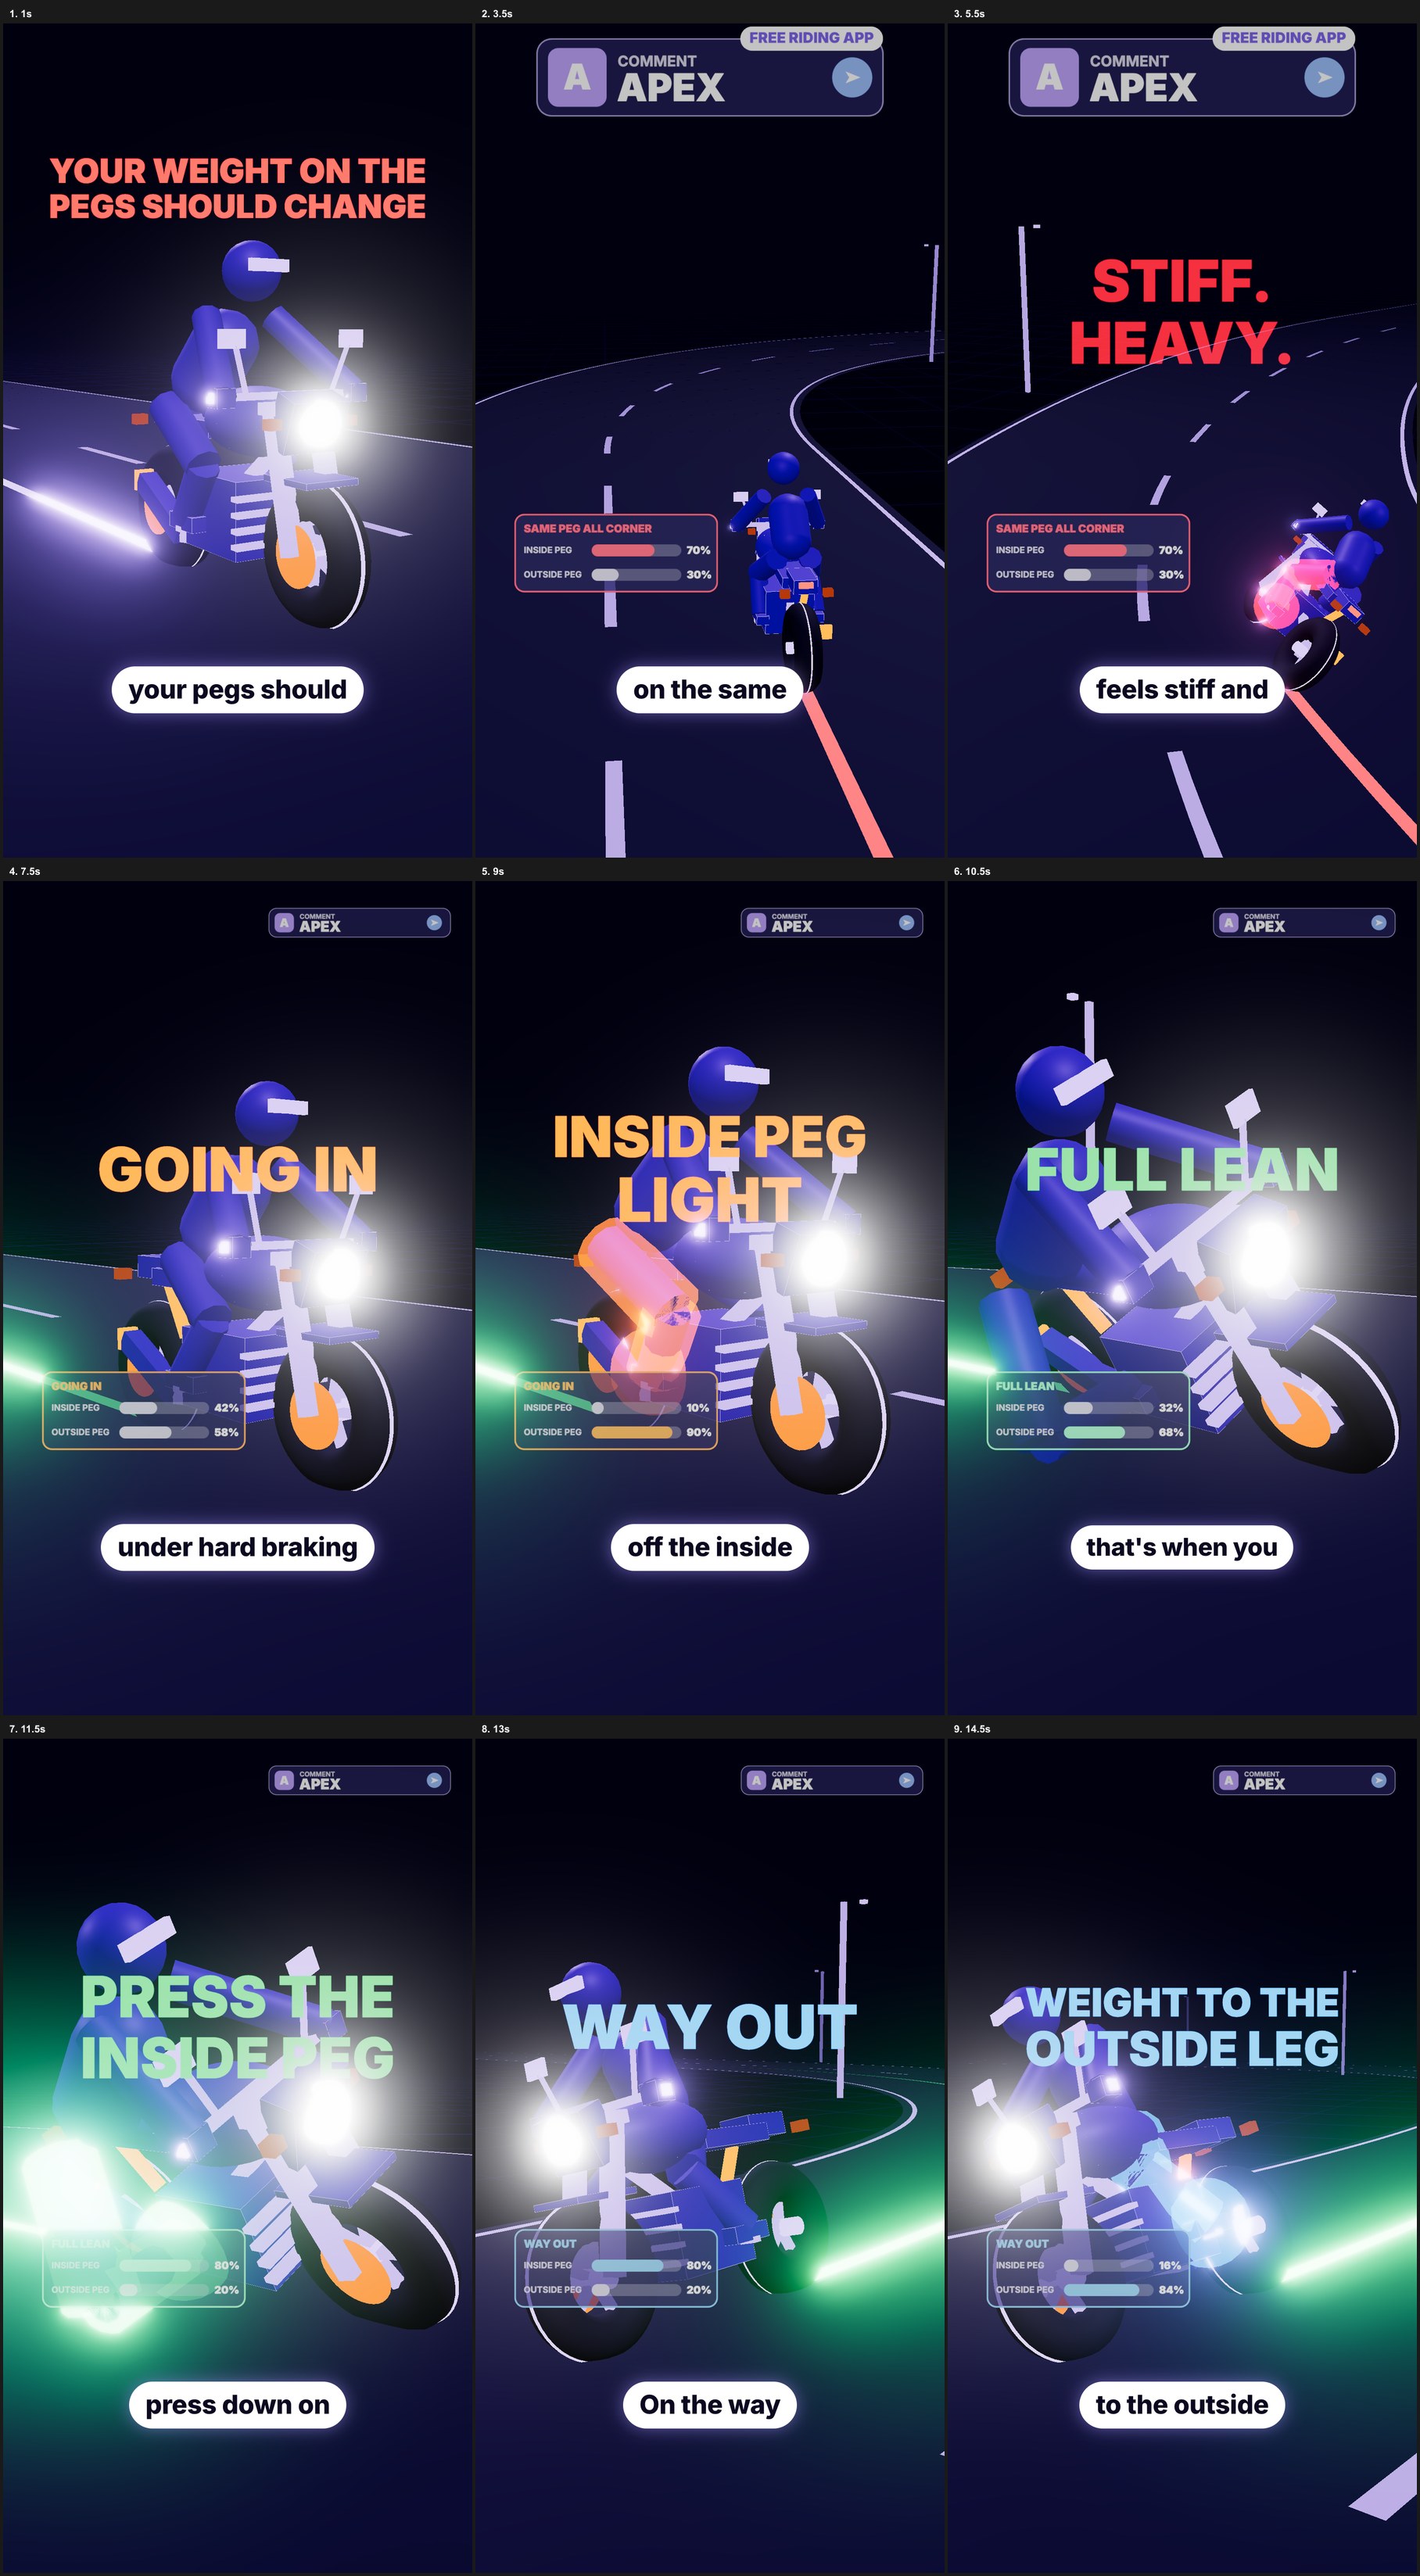 1. 1s
YOUR WEIGHT ON THE
PEGS SHOULD CHANGE
your pegs should
2. 3.5s
FREE RIDING APP
A
COMMENT
APEX
SAME PEG ALL CORNER
INSIDE PEG 70%
OUTSIDE PEG 30%
on the same
3. 5.5s
FREE RIDING APP
A
COMMENT
APEX
STIFF.
HEAVY.
SAME PEG ALL CORNER
INSIDE PEG 70%
OUTSIDE PEG 30%
feels stiff and
4. 7.5s
A
COMMENT
APEX
GOING IN
GOING IN
INSIDE PEG 42%
OUTSIDE PEG 58%
under hard braking
5. 9s
A
COMMENT
APEX
INSIDE PEG
LIGHT
GOING IN
INSIDE PEG 10%
OUTSIDE PEG 90%
off the inside
6. 10.5s
A
COMMENT
APEX
FULL LEAN
FULL LEAN
INSIDE PEG 32%
OUTSIDE PEG 68%
that's when you
7. 11.5s
A
COMMENT
APEX
PRESS THE
INSIDE PEG
FULL LEAN
INSIDE PEG 80%
OUTSIDE PEG 20%
press down on
8. 13s
A
COMMENT
APEX
WAY OUT
WAY OUT
INSIDE PEG 80%
OUTSIDE PEG 20%
On the way
9. 14.5s
A
COMMENT
APEX
WEIGHT TO THE
OUTSIDE LEG
WAY OUT
INSIDE PEG 16%
OUTSIDE PEG 84%
to the outside